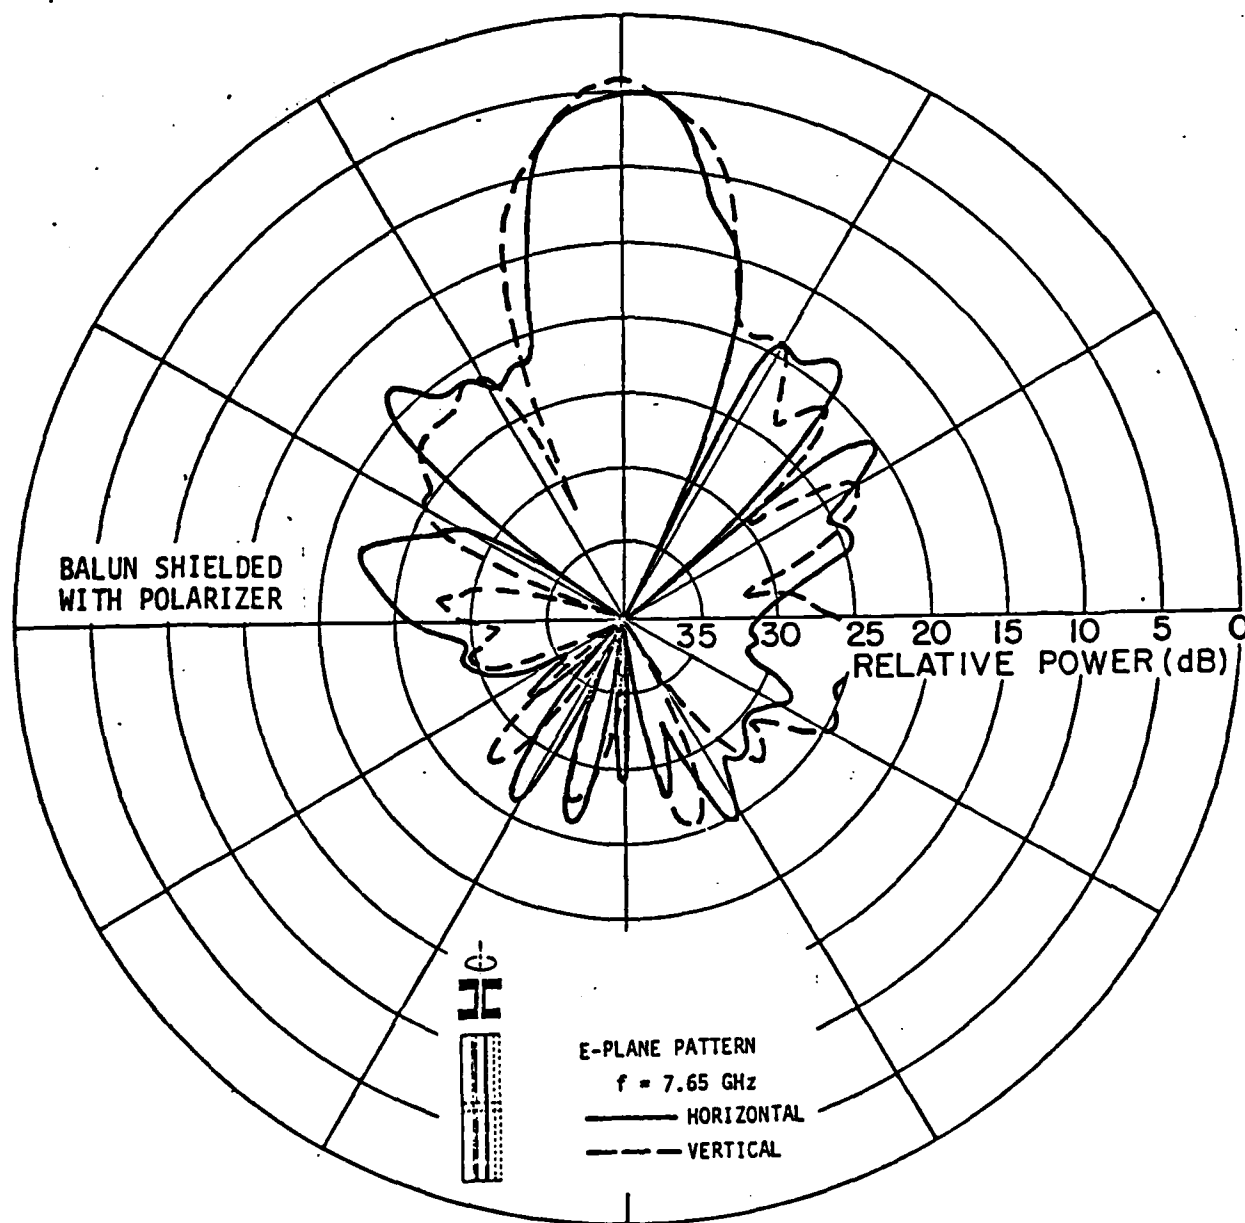 BALUN SHIELDED
WITH POLARIZER
35 30 25 20 15 10 5 0
RELATIVE POWER (dB)
E-PLANE PATTERN
f = 7.65 GHz
HORIZONTAL
VERTICAL